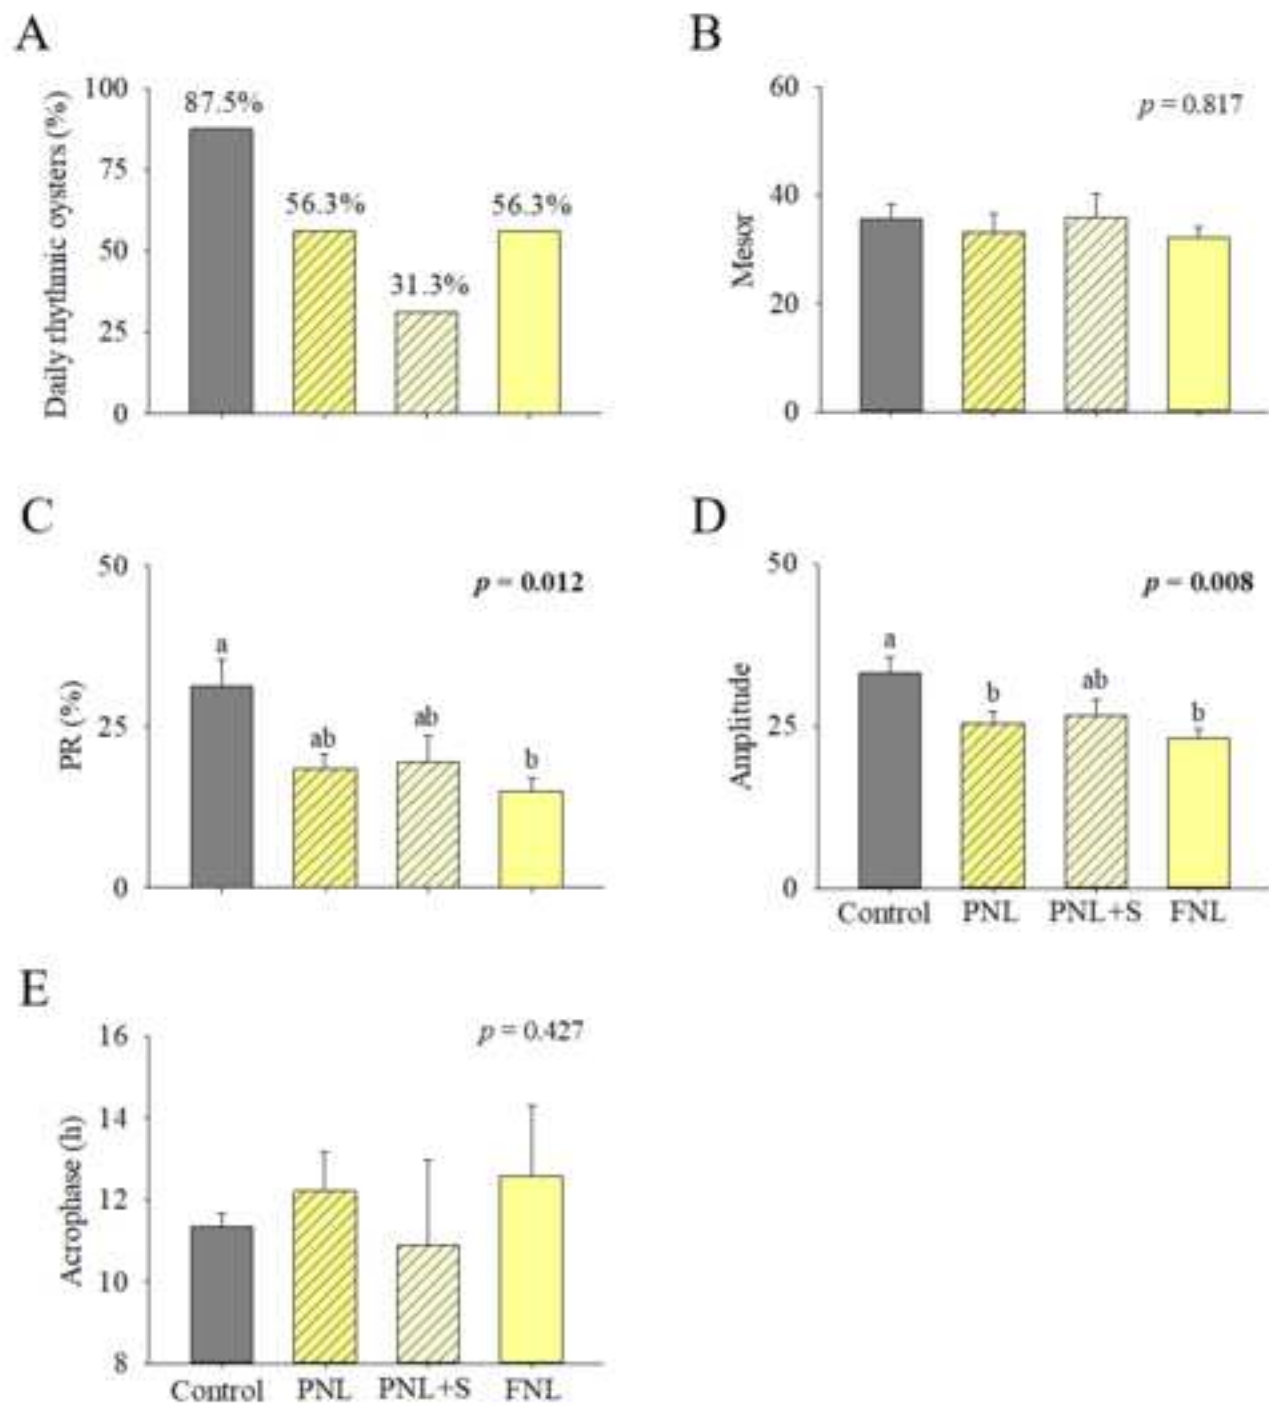 A
Daily rhythmic oysters (%)
100
75
50
25
0
87.5%
56.3%
31.3%
56.3%
B
Mesor
60
40
20
0
p = 0.817
C
PR (%)
50
25
0
p = 0.012
a
ab
ab
b
D
Amplitude
50
25
0
p = 0.008
a
b
ab
b
Control PNL PNL+S FNL
E
Acrophase (h)
16
14
12
10
8
p = 0.427
Control PNL PNL+S FNL